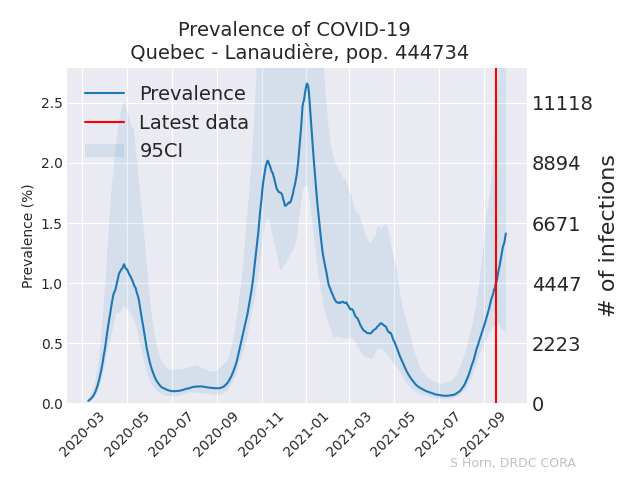 Prevalence of COVID-19
Quebec - Lanaudière, pop. 444734
Prevalence
Latest data
95CI
Prevalence (%)
2.5
2.0
1.5
1.0
0.5
0.0
11118
8894
6671
4447
2223
0
# of infections
2020-03
2020-05
2020-07
2020-09
2020-11
2021-01
2021-03
2021-05
2021-07
2021-09
S Horn, DRDC CORA